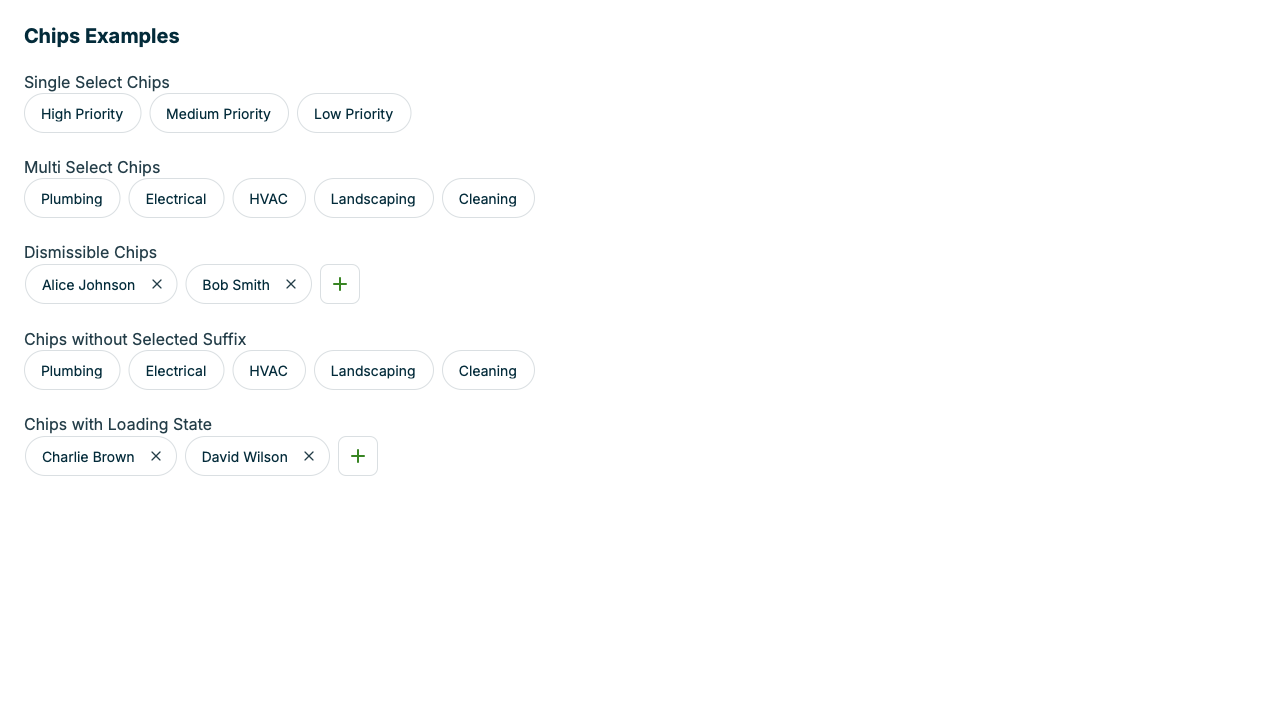 Chips Examples
Single Select Chips
High Priority Medium Priority Low Priority
Multi Select Chips
Plumbing Electrical HVAC Landscaping Cleaning
Dismissible Chips
Alice Johnson Bob Smith
Chips without Selected Suffix
Plumbing Electrical HVAC Landscaping Cleaning
Chips with Loading State
Charlie Brown David Wilson